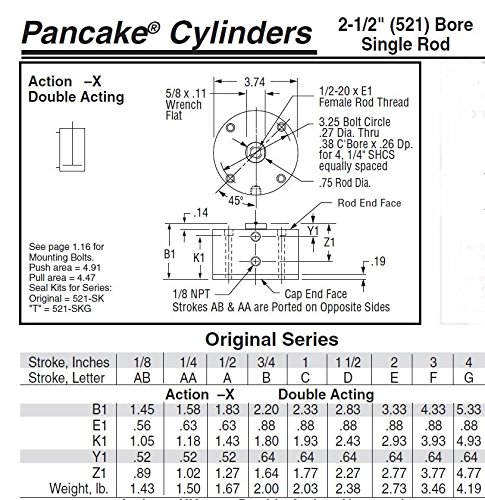 Pancake® Cylinders
2-1/2" (521) Bore
Single Rod
Action –X
Double Acting
3.74
5/8 x .11
Wrench
Flat
1/2-20 x E1
Female Rod Thread
3.25 Bolt Circle
.27 Dia. Thru
.38 C'Bore x .26 Dp.
for 4, 1/4" SHCS
equally spaced
.75 Rod Dia.
45°
Rod End Face
.14
Y1
Z1
B1
K1
.19
See page 1.16 for
Mounting Bolts.
Push area = 4.91
Pull area = 4.47
Seal Kits for Series:
Original = 521-SK
"T" = 521-SKG
1/8 NPT
Cap End Face
Strokes AB & AA are Ported on Opposite Sides
Original Series
Stroke, Inches 1/8 1/4 1/2 3/4 1 1 1/2 2 3 4
Stroke, Letter AB AA A B C D E F G
Action –X Double Acting
B1 1.45 1.58 1.83 2.20 2.33 2.83 3.33 4.33 5.33
E1 .56 .63 .63 .88 .88 .88 .88 .88 .88
K1 1.05 1.18 1.43 1.80 1.93 2.43 2.93 3.93 4.93
Y1 .52 .52 .52 .64 .64 .64 .64 .64 .64
Z1 .89 1.02 1.27 1.64 1.77 2.27 2.77 3.77 4.77
Weight, lb. 1.43 1.50 1.67 2.00 2.03 2.38 2.73 3.46 4.19